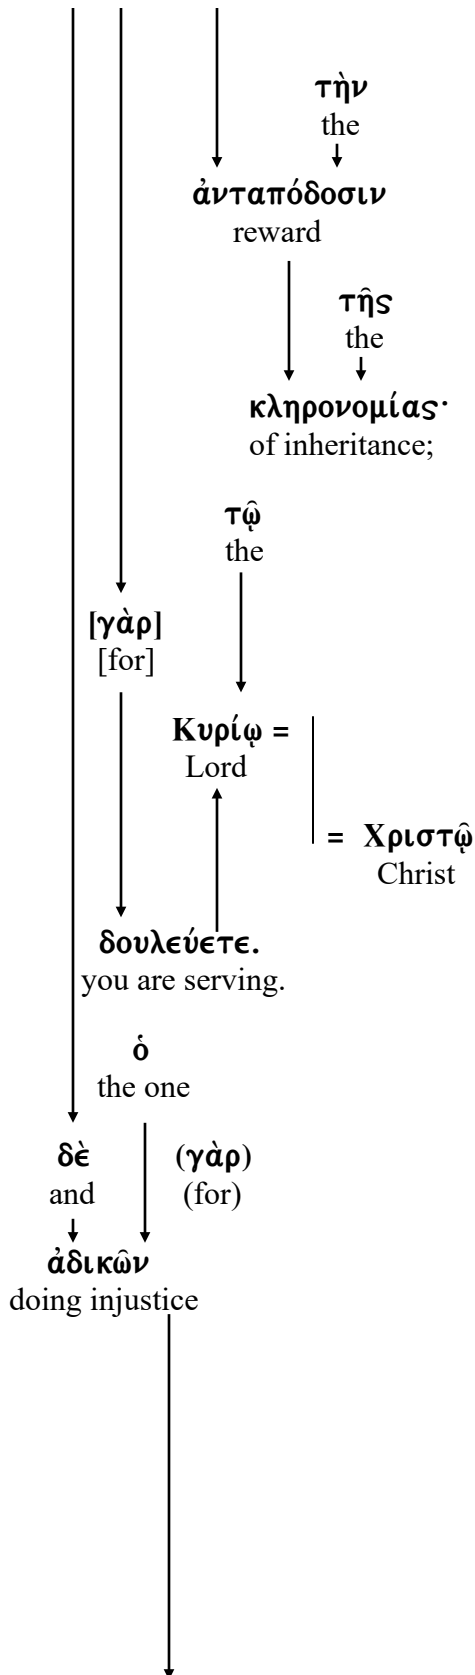 τὴν
the
ἀνταπόδοσιν
reward
τῆς
the
κληρονομίας·
of inheritance;
τῷ
the
[γὰρ]
[for]
Κυρίῳ =
Lord
= Χριστῷ
Christ
δουλεύετε.
you are serving.
ὁ
the one
δὲ (γὰρ)
and (for)
ἀδικῶν
doing injustice